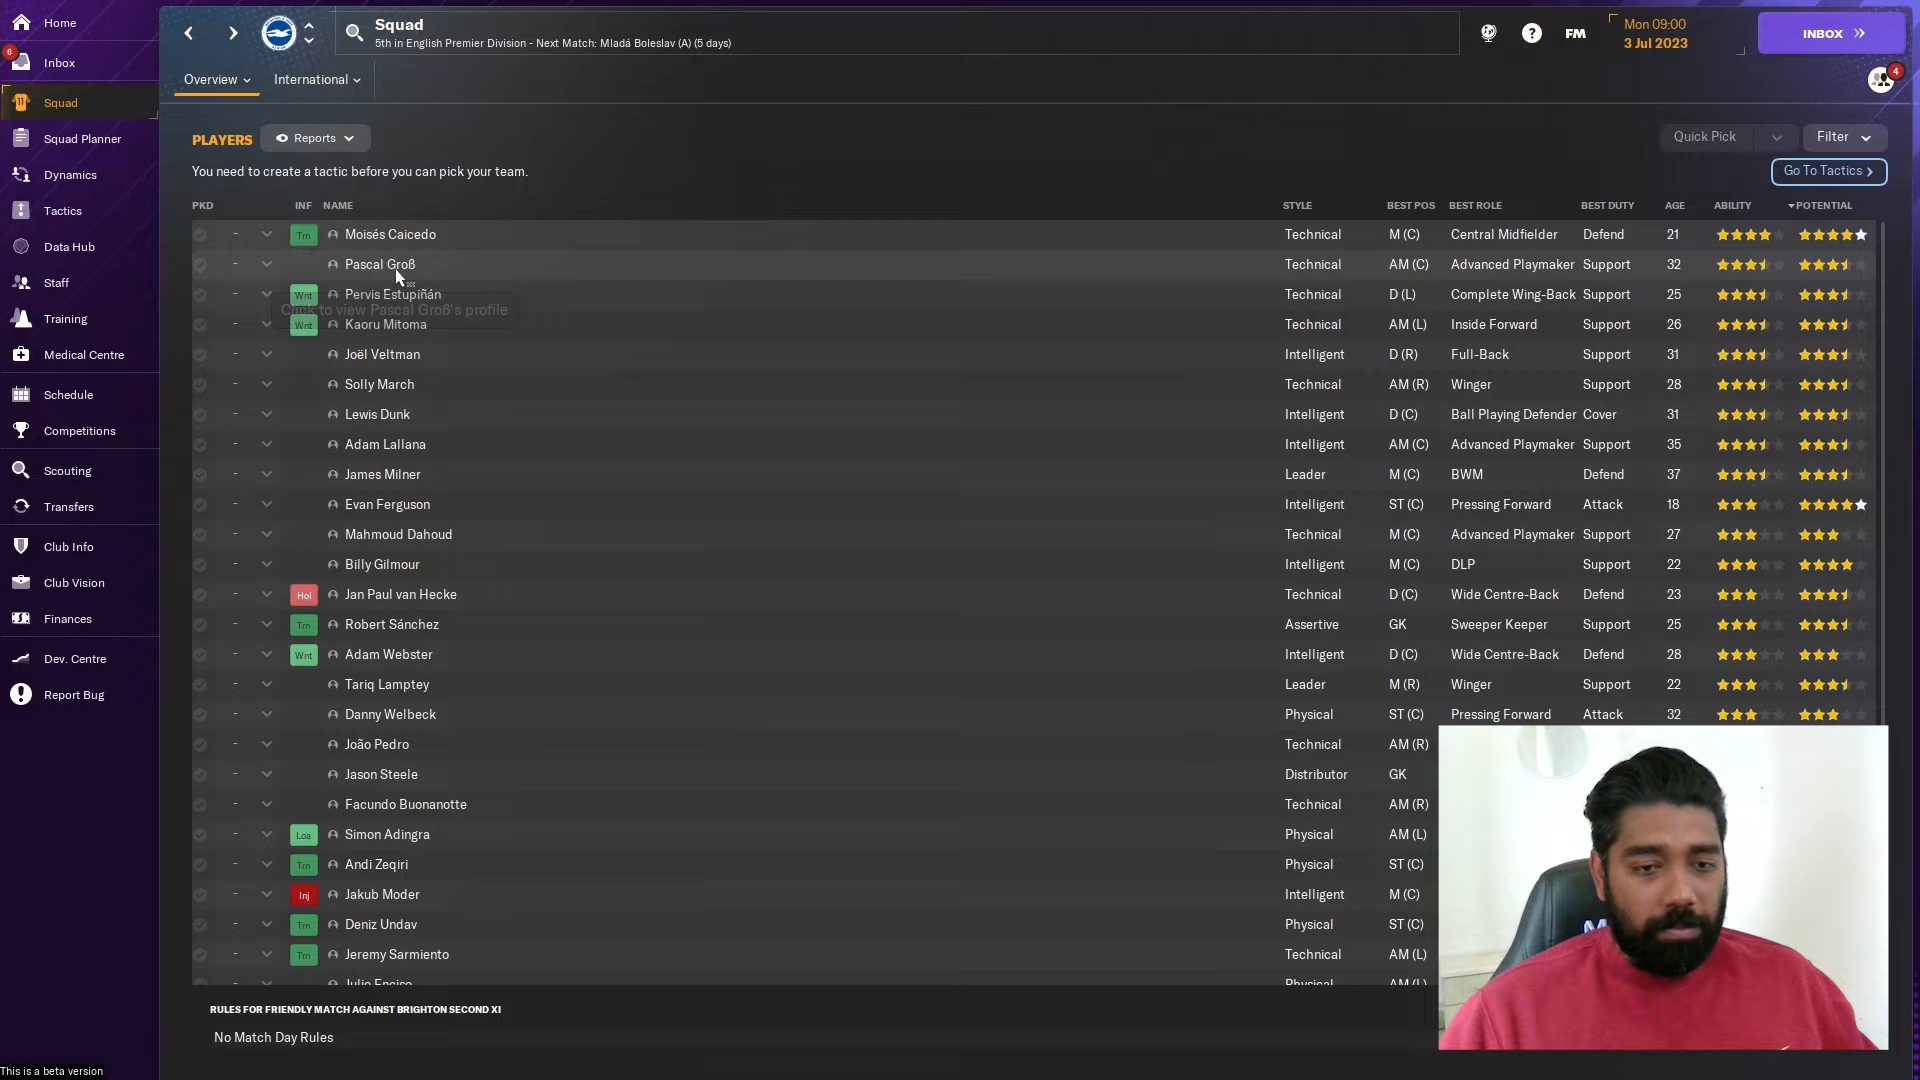 Home
6
Inbox
Squad
Squad Planner
Dynamics
Tactics
Data Hub
Staff
Training
Medical Centre
Schedule
Competitions
Scouting
Transfers
Club Info
Club Vision
Finances
Dev. Centre
Report Bug
This is a beta version
Squad
5th in English Premier Division - Next Match: Mladá Boleslav (A) (5 days)
FM
Mon 09:00
3 Jul 2023
INBOX
4
Overview International
PLAYERS Reports Quick Pick Filter
You need to create a tactic before you can pick your team. Go To Tactics
PKD INF NAME STYLE BEST POS BEST ROLE BEST DUTY AGE ABILITY POTENTIAL
- Trn Moisés Caicedo Technical M (C) Central Midfielder Defend 21
- Pascal Groß Technical AM (C) Advanced Playmaker Support 32
- Wnt Pervis Estupiñán Technical D (L) Complete Wing-Back Support 25
Click to view Pascal Groß's profile
- Wnt Kaoru Mitoma Technical AM (L) Inside Forward Support 26
- Joël Veltman Intelligent D (R) Full-Back Support 31
- Solly March Technical AM (R) Winger Support 28
- Lewis Dunk Intelligent D (C) Ball Playing Defender Cover 31
- Adam Lallana Intelligent AM (C) Advanced Playmaker Support 35
- James Milner Leader M (C) BWM Defend 37
- Evan Ferguson Intelligent ST (C) Pressing Forward Attack 18
- Mahmoud Dahoud Technical M (C) Advanced Playmaker Support 27
- Billy Gilmour Intelligent M (C) DLP Support 22
- Hol Jan Paul van Hecke Technical D (C) Wide Centre-Back Defend 23
- Trn Robert Sánchez Assertive GK Sweeper Keeper Support 25
- Wnt Adam Webster Intelligent D (C) Wide Centre-Back Defend 28
- Tariq Lamptey Leader M (R) Winger Support 22
- Danny Welbeck Physical ST (C) Pressing Forward Attack 32
- João Pedro Technical AM (R)
- Jason Steele Distributor GK
- Facundo Buonanotte Technical AM (R)
- Loa Simon Adingra Physical AM (L)
- Trn Andi Zeqiri Physical ST (C)
- Inj Jakub Moder Intelligent M (C)
- Trn Deniz Undav Physical ST (C)
- Trn Jeremy Sarmiento Technical AM (L)
Julio Enciso Physical AM (L)
RULES FOR FRIENDLY MATCH AGAINST BRIGHTON SECOND XI
No Match Day Rules